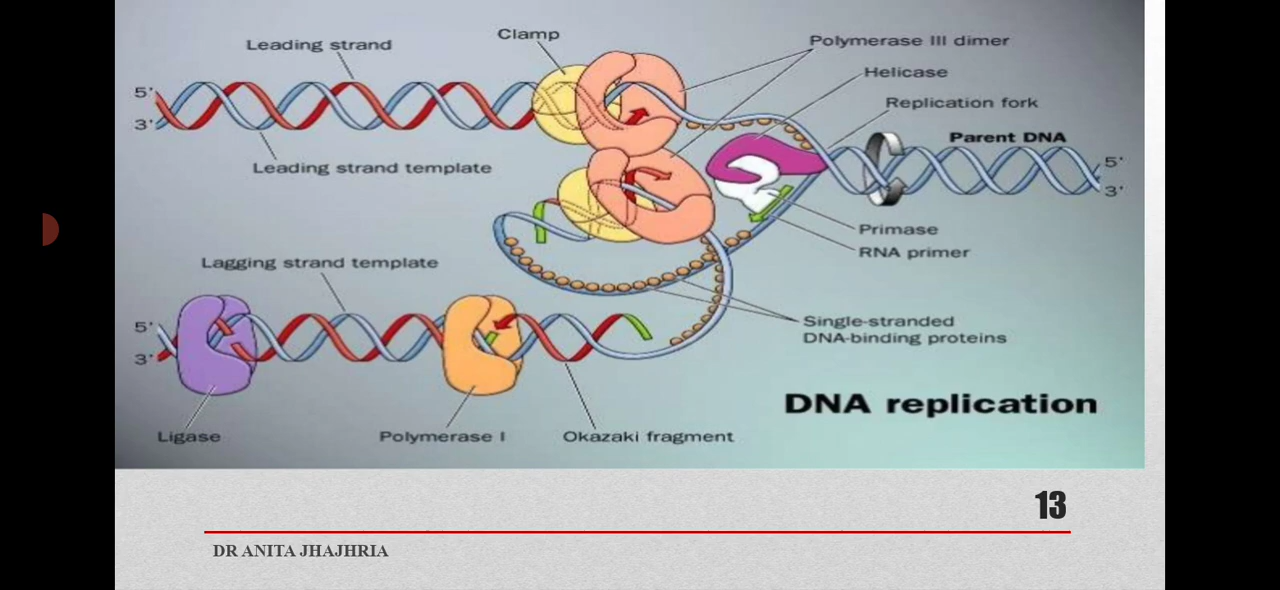 Leading strand
Clamp
Polymerase III dimer
Helicase
Replication fork
Parent DNA
5'
3'
5'
3'
Leading strand template
Primase
RNA primer
Lagging strand template
5'
3'
Single-stranded
DNA-binding proteins
DNA replication
Ligase
Polymerase I
Okazaki fragment
13
DR ANITA JHAJHRIA